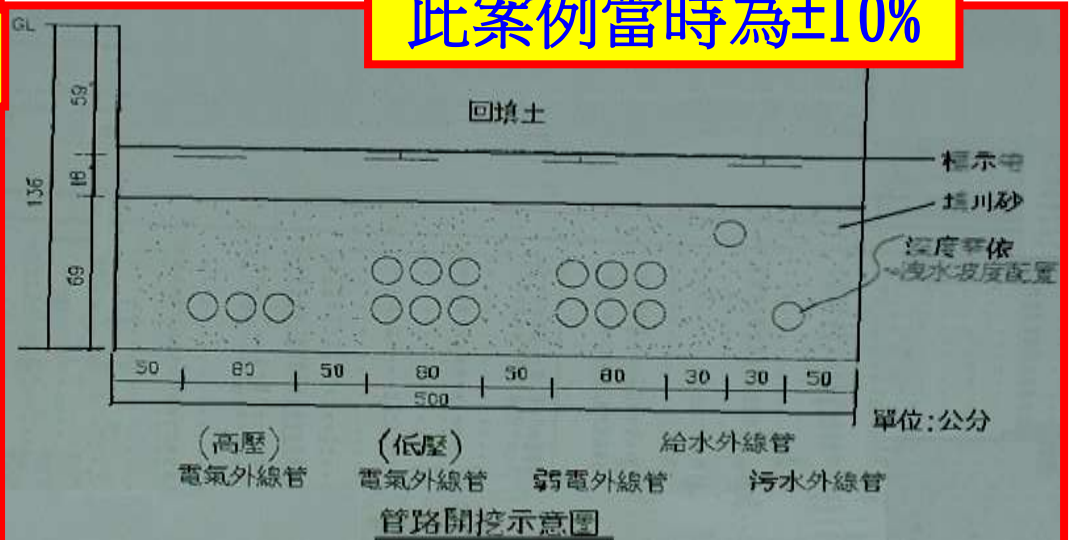 此案例當時為±10%
GL
59
回填土
18
標示
136
填川砂
深度
69
洩水坡度配置
50 80 50 80 50 80 30 30 50
500
單位:公分
(高壓) (低壓) 給水外線管
電氣外線管 電氣外線管 弱電外線管 污水外線管
管路開挖示意圖